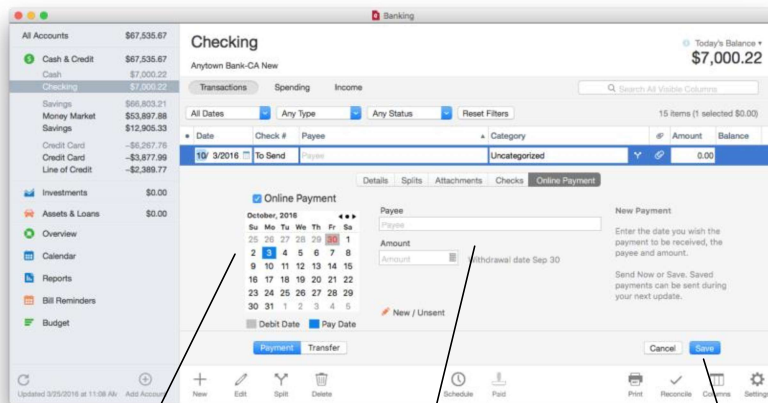 Banking
All Accounts $67,535.67
Cash & Credit $67,535.67
Cash $7,000.22
Checking $7,000.22
Savings $66,803.21
Money Market $53,897.88
Savings $12,905.33
Credit Card -$6,267.76
Credit Card -$3,877.99
Line of Credit -$2,389.77
Investments $0.00
Assets & Loans $0.00
Overview
Calendar
Reports
Bill Reminders
Budget
Updated 3/25/2016 at 11:08 Add Account
Checking
Anytown Bank-CA New
Today's Balance
$7,000.22
Transactions Spending Income
Search All Visible Columns
All Dates Any Type Any Status Reset Filters
15 items (1 selected $0.00)
Date Check # Payee Category Amount Balance
10/ 3/2016 To Send Payee Uncategorized 0.00
Details Splits Attachments Checks Online Payment
Online Payment
October, 2016
Su Mo Tu We Th Fr Sa
25 26 27 28 29 30 1
2 3 4 5 6 7 8
9 10 11 12 13 14 15
16 17 18 19 20 21 22
23 24 25 26 27 28 29
30 31 1 2 3 4 5
Debit Date Pay Date
Payee
Payee
Amount
Amount Withdrawal date Sep 30
New / Unsent
New Payment
Enter the date you wish the
payment to be received, the
payee and amount.
Send Now or Save. Saved
payments can be sent during
your next update.
Payment Transfer
Cancel Save
New Edit Split Delete Schedule Paid Print Reconcile Columns Settings